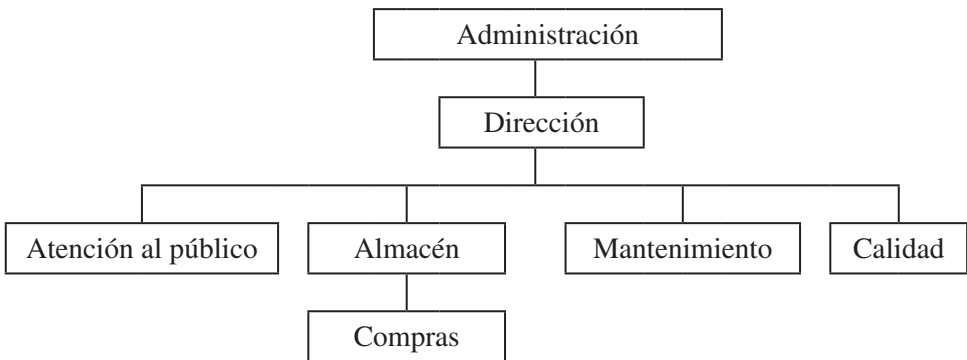 Administración
Dirección
Atención al público
Almacén
Mantenimiento
Calidad
Compras